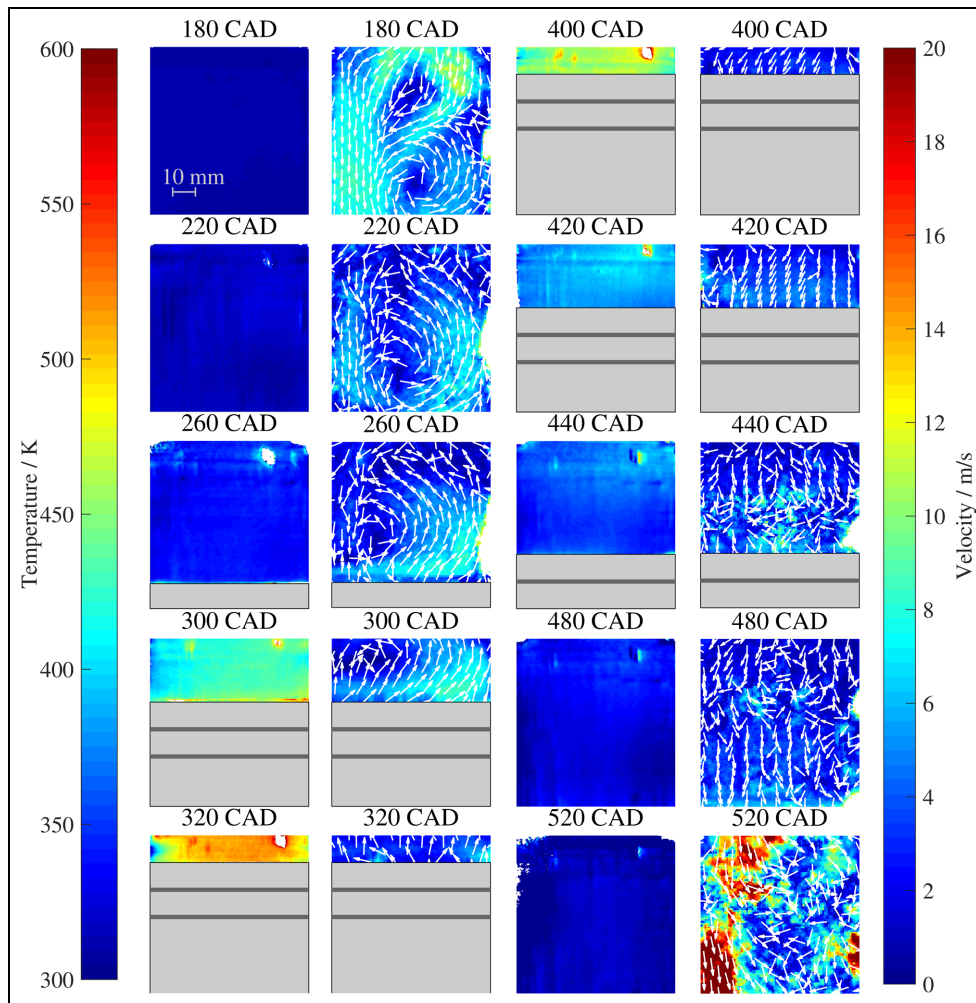 180 CAD 180 CAD 400 CAD 400 CAD
600 20
18
10 mm
550 16
220 CAD 220 CAD 420 CAD 420 CAD
14
500
12
260 CAD 260 CAD 440 CAD 440 CAD
Temperature / K
450
10
Velocity / m/s
8
300 CAD 300 CAD 480 CAD 480 CAD
400
6
350 4
320 CAD 320 CAD 520 CAD 520 CAD
2
300 0